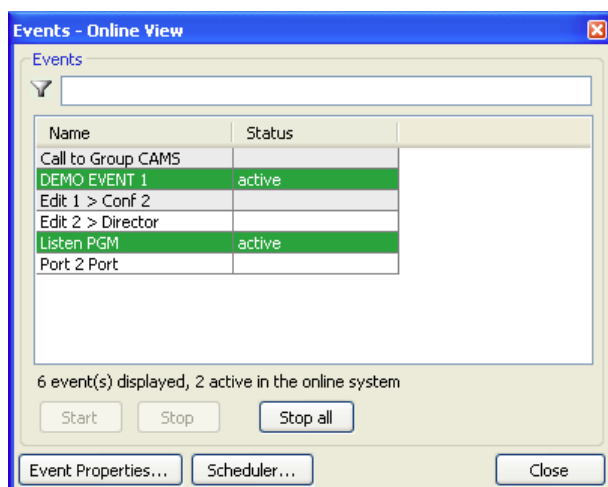 Events - Online View
Events
Name Status
Call to Group CAMS
DEMO EVENT 1 active
Edit 1 > Conf 2
Edit 2 > Director
Listen PGM active
Port 2 Port
6 event(s) displayed, 2 active in the online system
Start Stop Stop all
Event Properties... Scheduler... Close